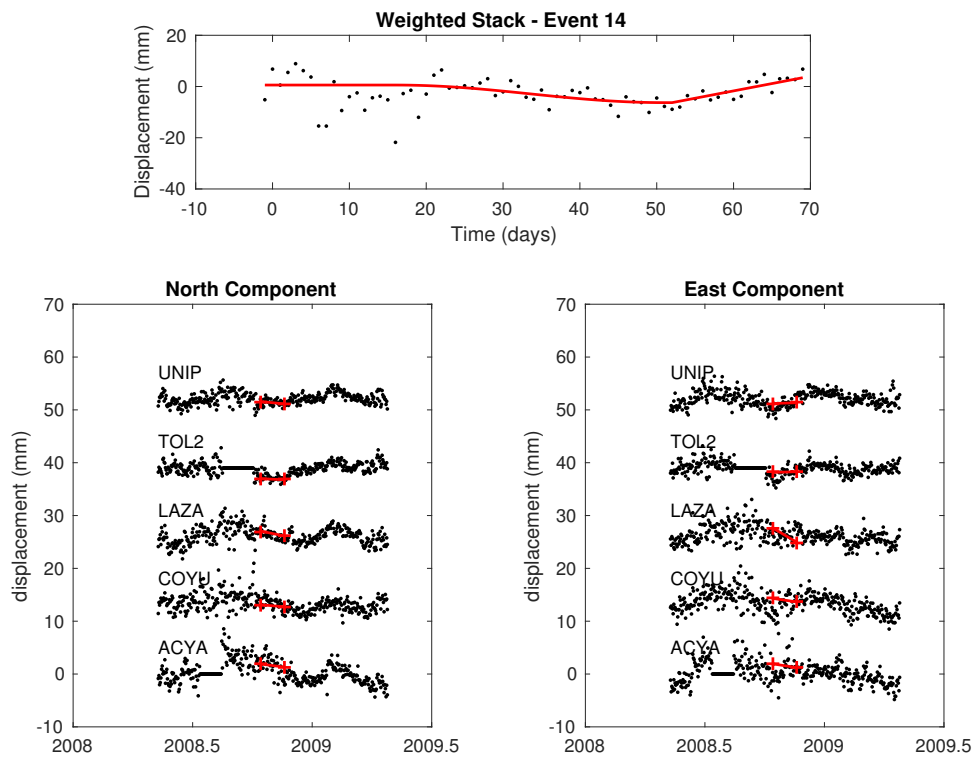 Weighted Stack - Event 14
Displacement (mm)
20
0
-20
-40
-10 0 10 20 30 40 50 60 70
Time (days)
North Component
displacement (mm)
70
60
50
40
30
20
10
0
-10
UNIP
TOL2
LAZA
COYU
ACYA
2008 2008.5 2009 2009.5
East Component
displacement (mm)
70
60
50
40
30
20
10
0
-10
UNIP
TOL2
LAZA
COYU
ACYA
2008 2008.5 2009 2009.5